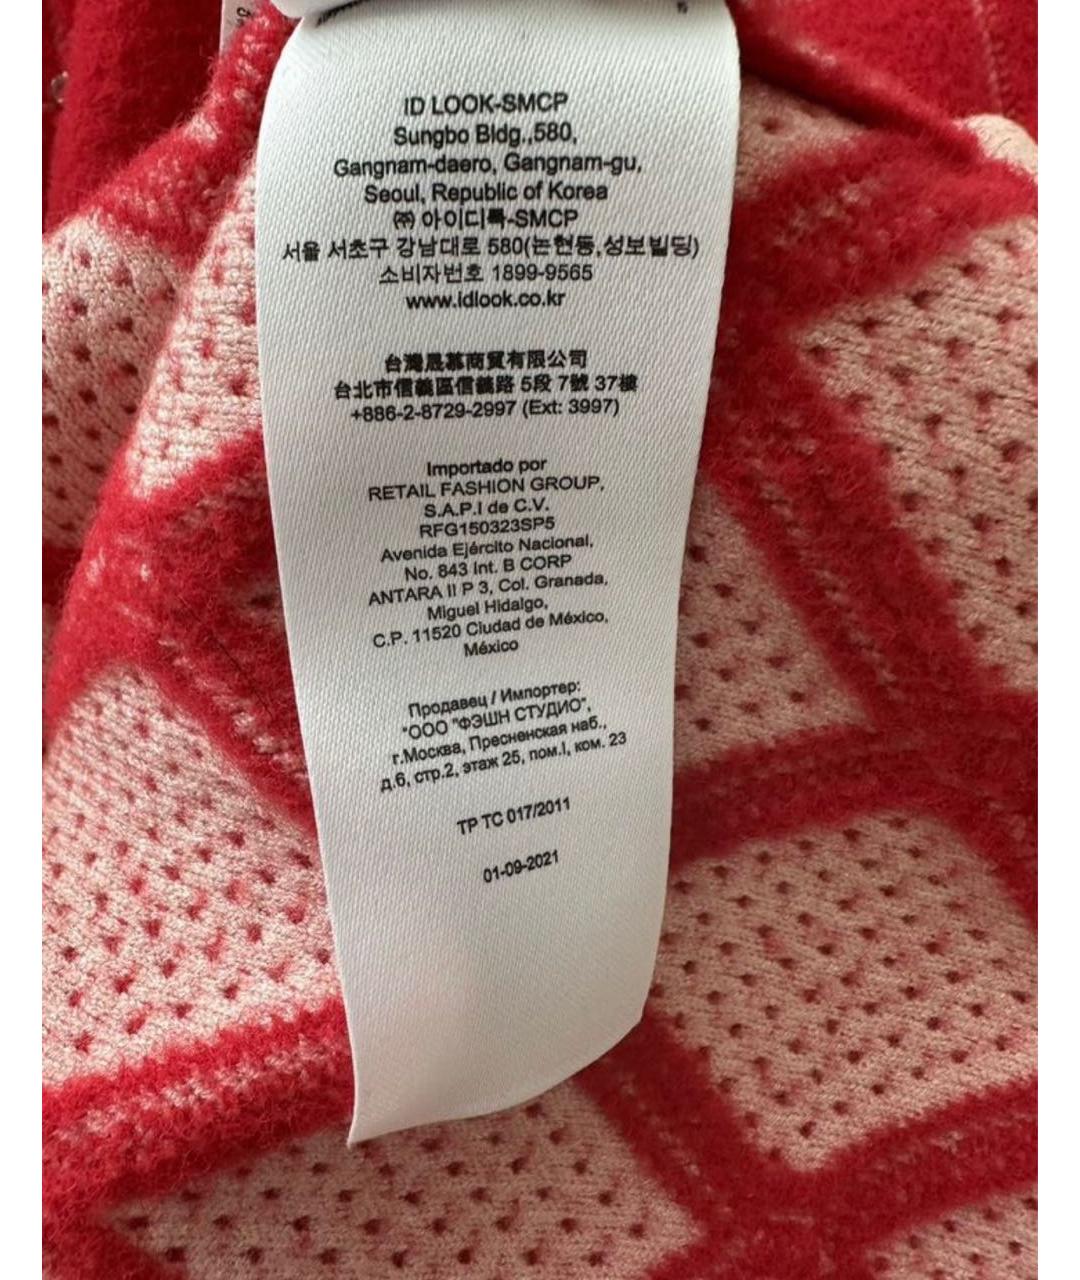 ID LOOK-SMCP
Sungbo Bldg.,580,
Gangnam-daero, Gangnam-gu,
Seoul, Republic of Korea
㈜ 아이디룩-SMCP
서울 서초구 강남대로 580(논현동,성보빌딩)
소비자번호 1899-9565
www.idlook.co.kr
台灣晟慕商貿有限公司
台北市信義區信義路 5段 7號 37樓
+886-2-8729-2997 (Ext: 3997)
Importado por
RETAIL FASHION GROUP,
S.A.P.I de C.V.
RFG150323SP5
Avenida Ejército Nacional,
No. 843 Int. B CORP
ANTARA II P 3, Col. Granada,
Miguel Hidalgo,
C.P. 11520 Ciudad de México,
México
Продавец / Импортер:
"ООО "ФЭШН СТУДИО",
г.Москва, Пресненская наб.,
д.6, стр.2, этаж 25, пом.I, ком. 23
ТР ТС 017/2011
01-09-2021